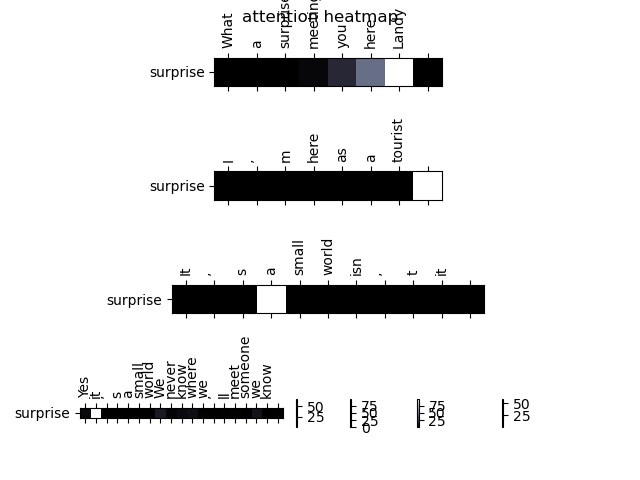 attention heatmap
What a surprise meeting you here Landy
surprise
I ' m here as a tourist
surprise
It ' s a small world isn ' t it
surprise
Yes it , s a small world We never know where we , ll meet someone we know
surprise
50 25
75 50 25 0
75 50 25
50 25